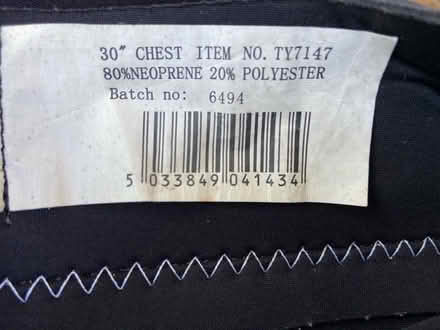 30" CHEST ITEM NO. TY7147
80%NEOPRENE 20% POLYESTER
Batch no: 6494
5 033849 041434